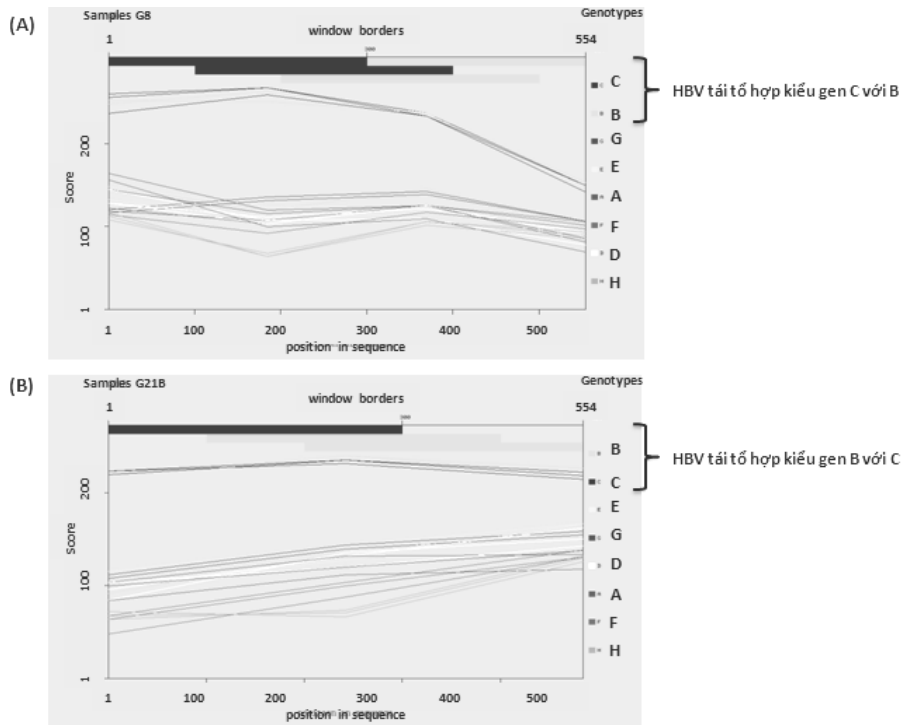 (A)
Samples G8
Genotypes
1
window borders
554
300
C
B
G
E
A
F
D
H
HBV tái tổ hợp kiểu gen C với B
Score
200
100
1
1
100
200
300
400
500
position in sequence
(B)
Samples G21B
Genotypes
1
window borders
554
300
B
C
E
G
D
A
F
H
HBV tái tổ hợp kiểu gen B với C
Score
200
100
1
1
100
200
300
400
500
position in sequence